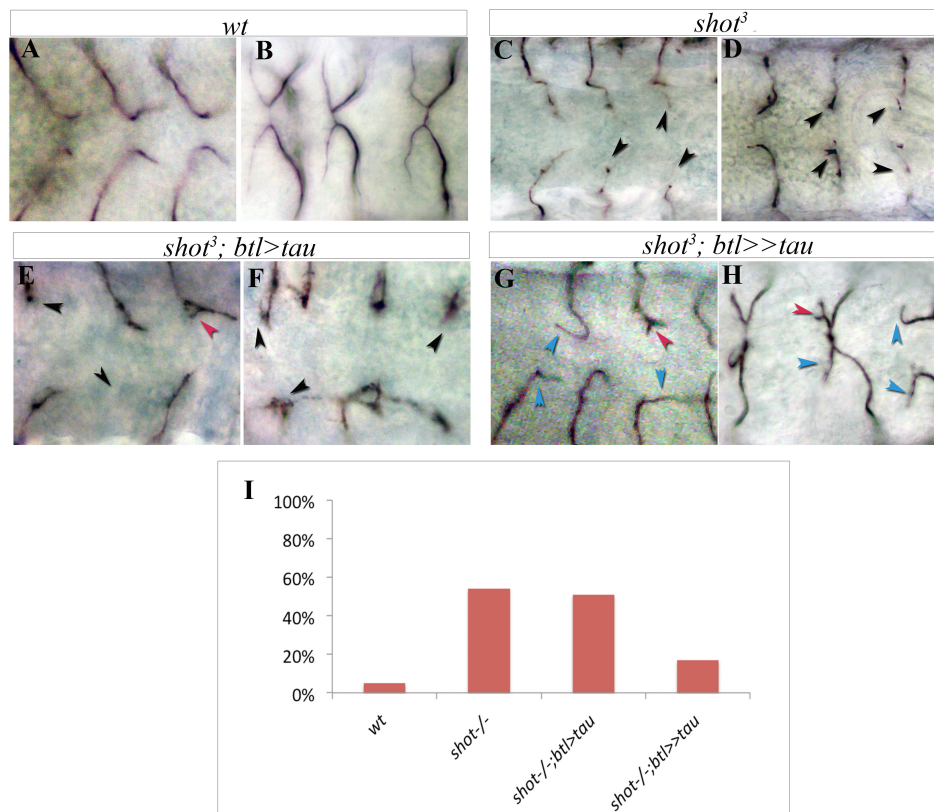 wt
shot³
A
B
C
D
shot³; btl>tau
shot³; btl>>tau
E
F
G
H
I
100%
80%
60%
40%
20%
0%
wt
shot-/-
shot-/-;btl>tau
shot-/-;btl>>tau